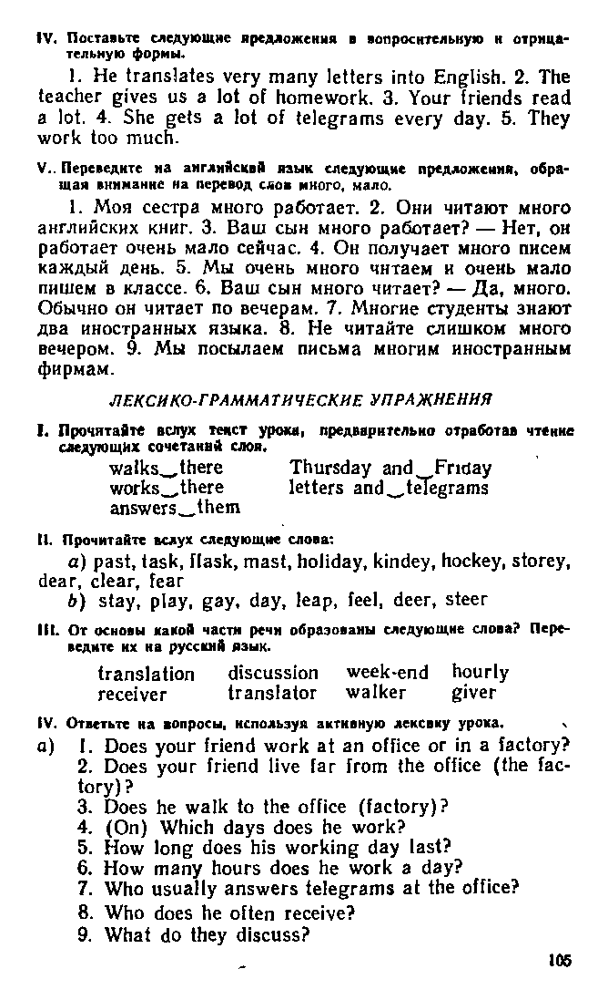 IV. Поставьте следующие предложения в вопросительную и отрица-
тельную формы.
1. He translates very many letters into English. 2. The
teacher gives us a lot of homework. 3. Your friends read
a lot. 4. She gets a lot of telegrams every day. 5. They
work too much.
V. Переведите на английский язык следующие предложения, обра-
щая внимание на перевод слов много, мало.
1. Моя сестра много работает. 2. Они читают много
английских книг. 3. Ваш сын много работает? — Нет, он
работает очень мало сейчас. 4. Он получает много писем
каждый день. 5. Мы очень много читаем и очень мало
пишем в классе. 6. Ваш сын много читает? — Да, много.
Обычно он читает по вечерам. 7. Многие студенты знают
два иностранных языка. 8. Не читайте слишком много
вечером. 9. Мы посылаем письма многим иностранным
фирмам.
ЛЕКСИКО-ГРАММАТИЧЕСКИЕ УПРАЖНЕНИЯ
I. Прочитайте вслух текст урока, предварительно отработав чтение
следующих сочетаний слов.
walks‿there Thursday and‿Friday
works‿there letters and‿telegrams
answers‿them
II. Прочитайте вслух следующие слова:
a) past, task, flask, mast, holiday, kindey, hockey, storey,
dear, clear, fear
b) stay, play, gay, day, leap, feel, deer, steer
III. От основы какой части речи образованы следующие слова? Пере-
ведите их на русский язык.
translation discussion week-end hourly
receiver translator walker giver
IV. Ответьте на вопросы, используя активную лексику урока.
a) 1. Does your friend work at an office or in a factory?
2. Does your friend live far from the office (the fac-
tory)?
3. Does he walk to the office (factory)?
4. (On) Which days does he work?
5. How long does his working day last?
6. How many hours does he work a day?
7. Who usually answers telegrams at the office?
8. Who does he often receive?
9. What do they discuss?
105